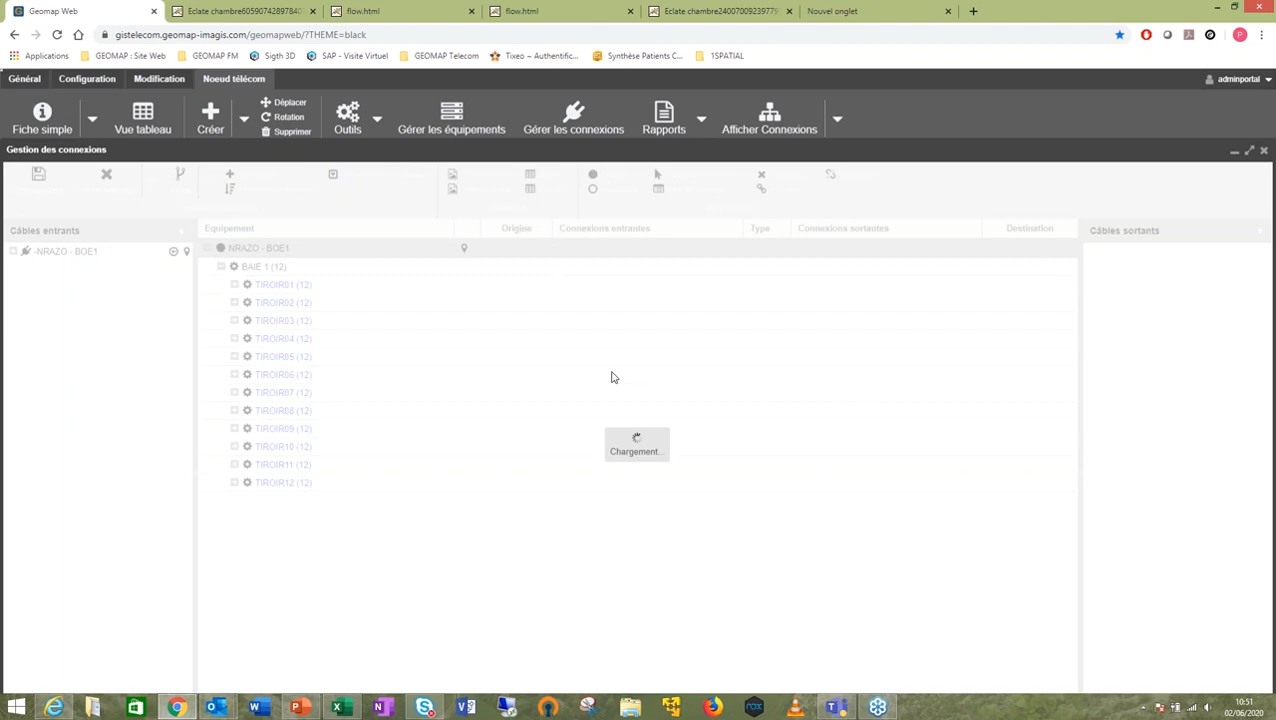 Geomap Web
Eclate chambre6059074289784077
flow.html
flow.html
Eclate chambre2400700923977953
Nouvel onglet
gistelecom.geomap-imagis.com/geomapweb/?THEME=black
P
Applications
GEOMAP : Site Web
GEOMAP FM
Sigth 3D
SAP - Visite Virtuel
GEOMAP Telecom
Tixeo – Authentific...
Synthèse Patients C...
1SPATIAL
Général
Configuration
Modification
Noeud télécom
adminportal
Fiche simple
Vue tableau
Créer
Déplacer
Rotation
Supprimer
Outils
Gérer les équipements
Gérer les connexions
Rapports
Afficher Connexions
Gestion des connexions
Câbles entrants
Equipement
Origine
Connexions entrantes
Type
Connexions sortantes
Destination
Câbles sortants
-NRAZO - BOE1
NRAZO - BOE1
BAIE 1 (12)
TIROIR01 (12)
TIROIR02 (12)
TIROIR03 (12)
TIROIR04 (12)
TIROIR05 (12)
TIROIR06 (12)
TIROIR07 (12)
TIROIR08 (12)
TIROIR09 (12)
TIROIR10 (12)
TIROIR11 (12)
TIROIR12 (12)
Chargement...
10:51
02/06/2020